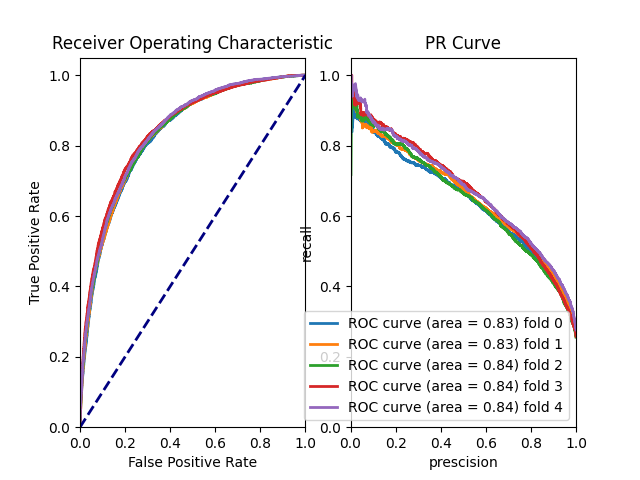 Receiver Operating Characteristic
True Positive Rate
1.0
0.8
0.6
0.4
0.2
0.0
0.0 0.2 0.4 0.6 0.8 1.0
False Positive Rate
PR Curve
recall
1.0
0.8
0.6
0.4
0.2
0.0
ROC curve (area = 0.83) fold 0
ROC curve (area = 0.83) fold 1
ROC curve (area = 0.84) fold 2
ROC curve (area = 0.84) fold 3
ROC curve (area = 0.84) fold 4
0.0 0.2 0.4 0.6 0.8 1.0
prescision